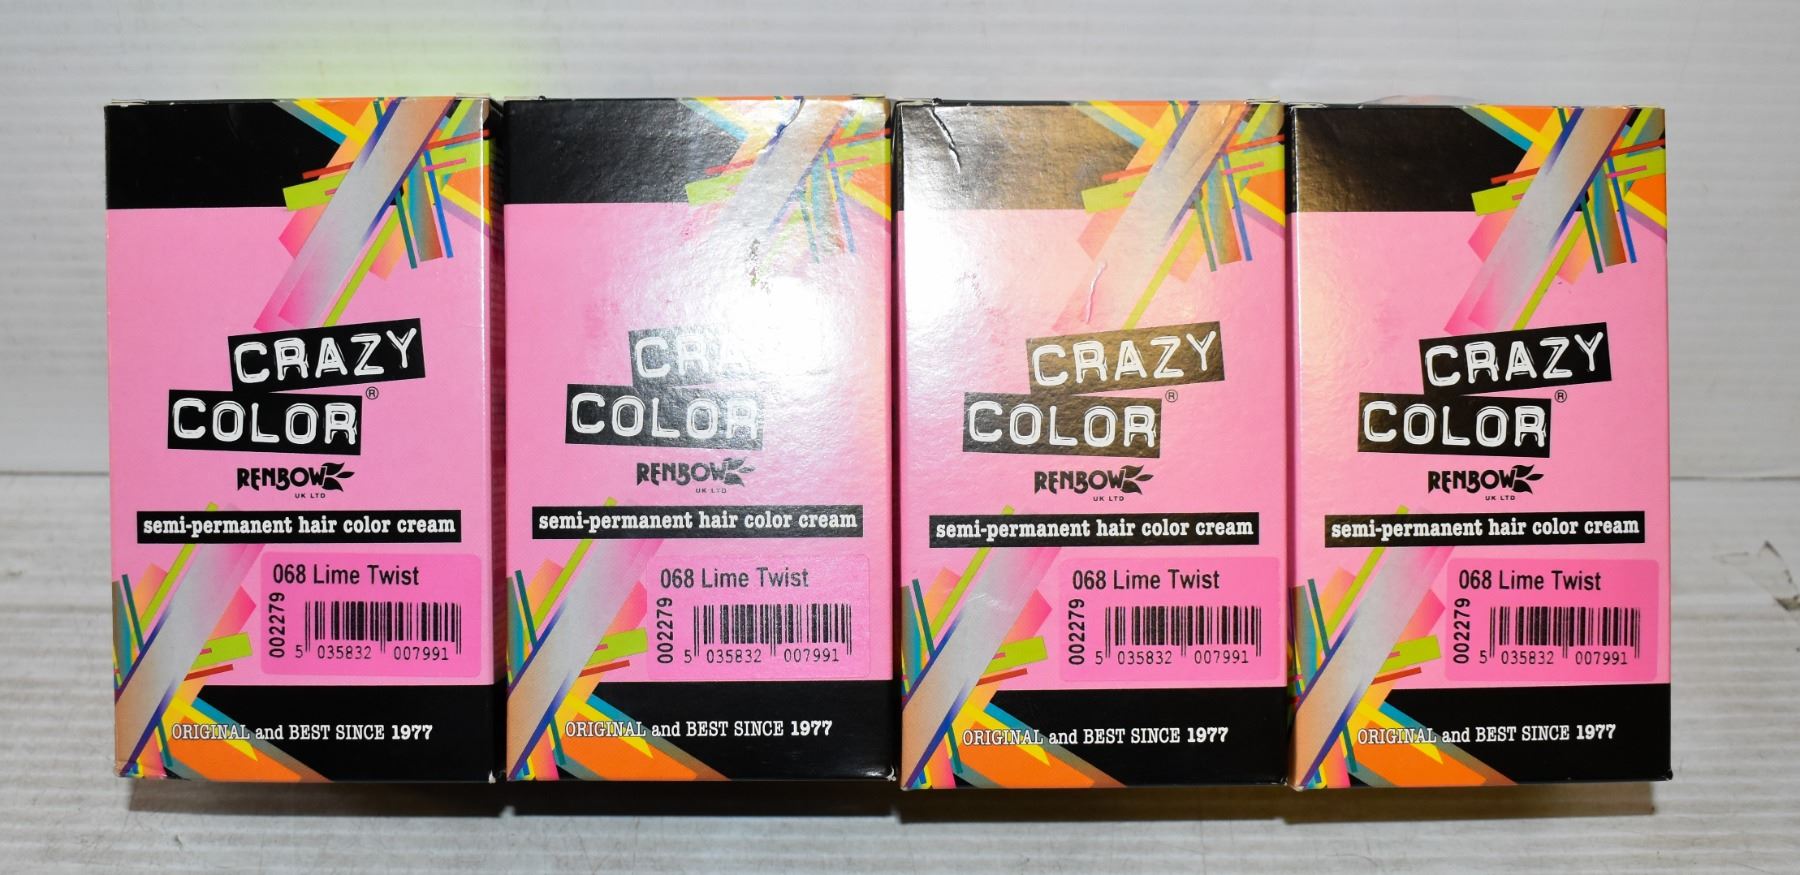 CRAZY
COLOR®
RENBOW
UK LTD
semi-permanent hair color cream
068 Lime Twist
002279
5 035832 007991
ORIGINAL and BEST SINCE 1977
CRA
COLOR
RENBOW
UK LTD
semi-permanent hair color cream
068 Lime Twist
002279
5 035832 007991
ORIGINAL and BEST SINCE 1977
CRAZY
COLOR®
RENBOW
UK LTD
semi-permanent hair color cream
068 Lime Twist
002279
5 035832 007991
ORIGINAL and BEST SINCE 1977
CRAZY
COLOR®
RENBOW
UK LTD
semi-permanent hair color cream
068 Lime Twist
002279
5 035832 007991
ORIGINAL and BEST SINCE 1977